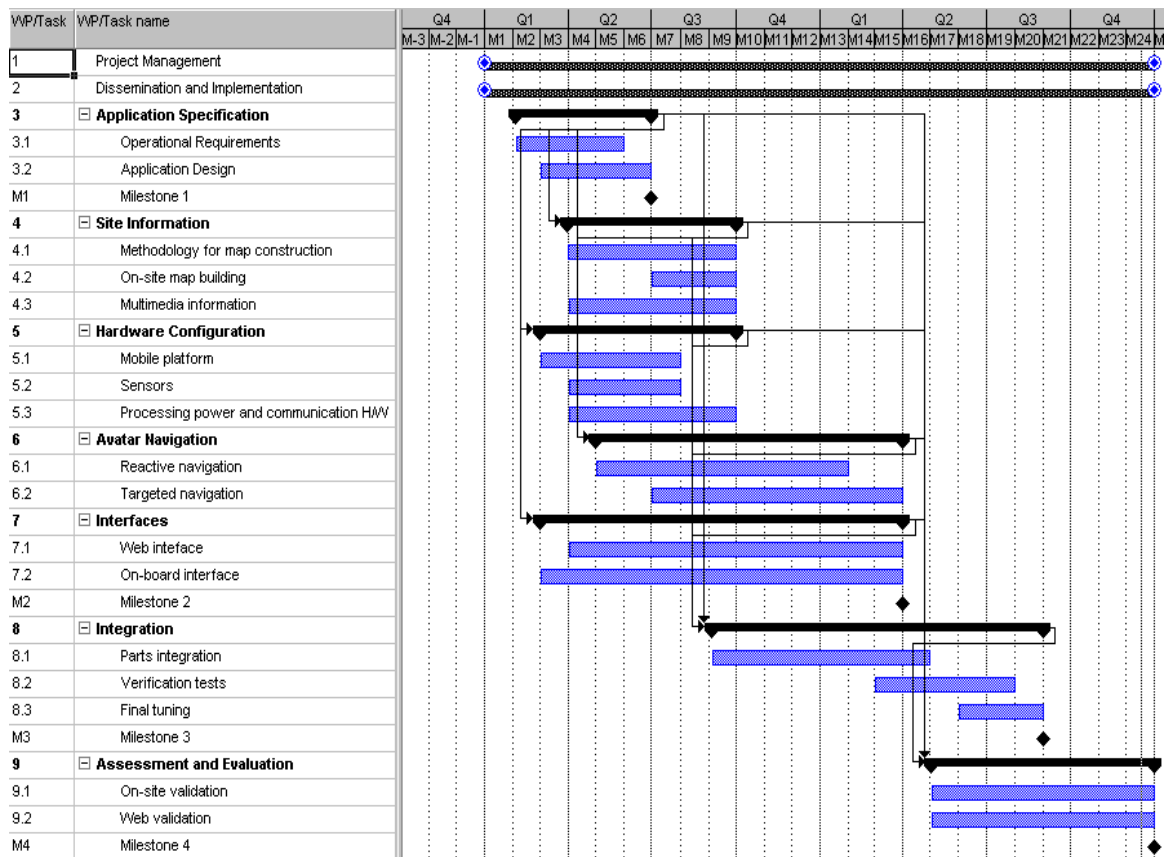 WP/Task WP/Task name Q4 Q1 Q2 Q3 Q4 Q1 Q2 Q3 Q4
M-3 M-2 M-1 M1 M2 M3 M4 M5 M6 M7 M8 M9 M10 M11 M12 M13 M14 M15 M16 M17 M18 M19 M20 M21 M22 M23 M24 M
1 Project Management
2 Dissemination and Implementation
3 Application Specification
3.1 Operational Requirements
3.2 Application Design
M1 Milestone 1
4 Site Information
4.1 Methodology for map construction
4.2 On-site map building
4.3 Multimedia information
5 Hardware Configuration
5.1 Mobile platform
5.2 Sensors
5.3 Processing power and communication H/W
6 Avatar Navigation
6.1 Reactive navigation
6.2 Targeted navigation
7 Interfaces
7.1 Web inteface
7.2 On-board interface
M2 Milestone 2
8 Integration
8.1 Parts integration
8.2 Verification tests
8.3 Final tuning
M3 Milestone 3
9 Assessment and Evaluation
9.1 On-site validation
9.2 Web validation
M4 Milestone 4